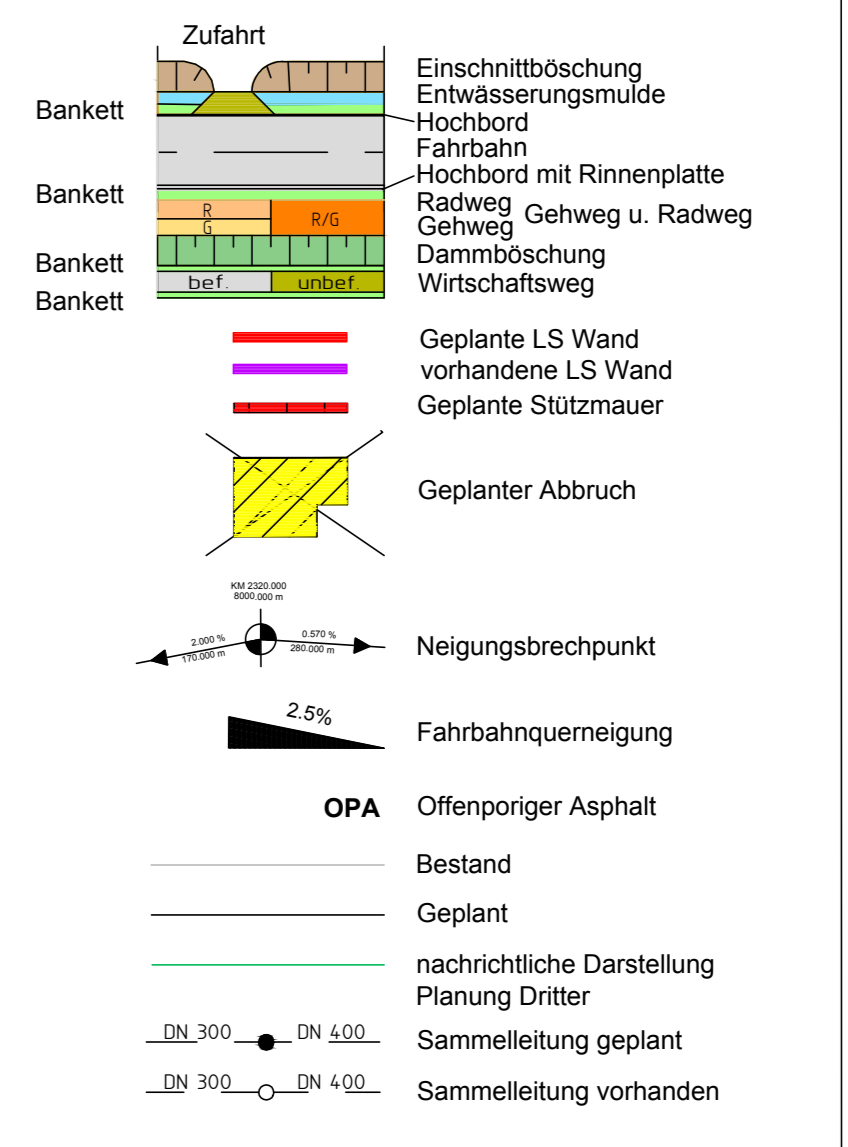 Zufahrt
Einschnittböschung
Entwässerungsmulde
Bankett
Hochbord
Fahrbahn
Hochbord mit Rinnenplatte
Bankett
R
R/G
Radweg
Gehweg u. Radweg
G
Gehweg
Dammböschung
Bankett
bef.
unbef.
Wirtschaftsweg
Bankett
Geplante LS Wand
vorhandene LS Wand
Geplante Stützmauer
Geplanter Abbruch
KM 2320.000
8000.000 m
2.000 %
170.000 m
0.570 %
280.000 m
Neigungsbrechpunkt
2.5%
Fahrbahnquerneigung
OPA Offenporiger Asphalt
Bestand
Geplant
nachrichtliche Darstellung
Planung Dritter
DN 300 DN 400 Sammelleitung geplant
DN 300 DN 400 Sammelleitung vorhanden